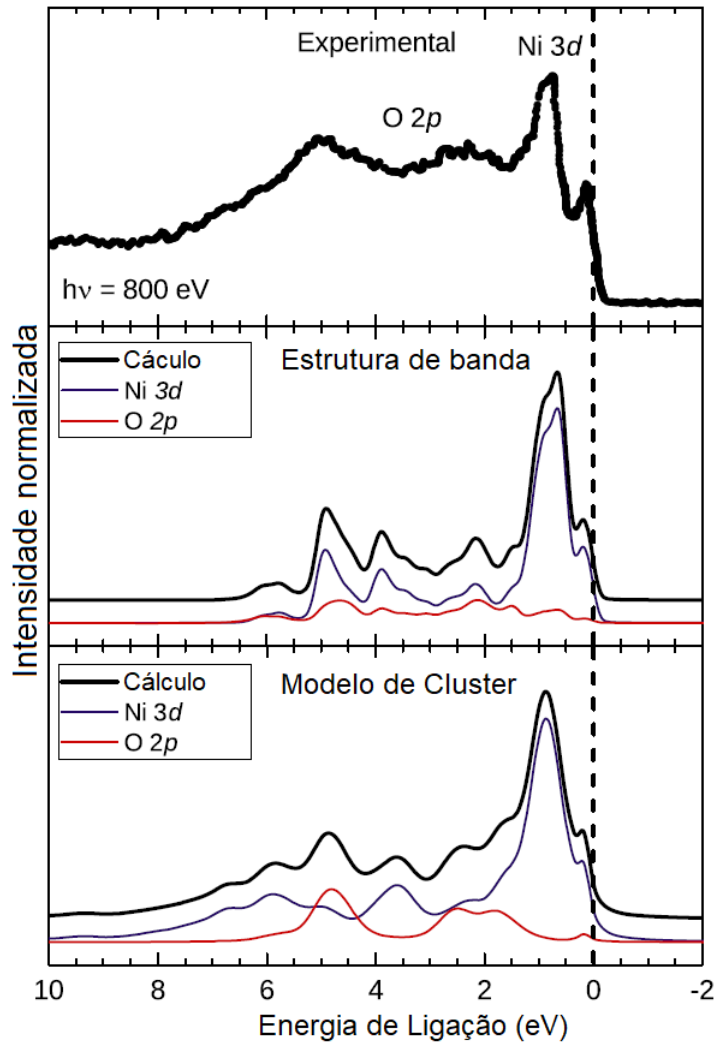 Experimental
Ni 3d
O 2p
hν = 800 eV
Intensidade normalizada
Cáculo
Ni 3d
O 2p
Estrutura de banda
Cálculo
Ni 3d
O 2p
Modelo de Cluster
10 8 6 4 2 0 -2
Energia de Ligação (eV)